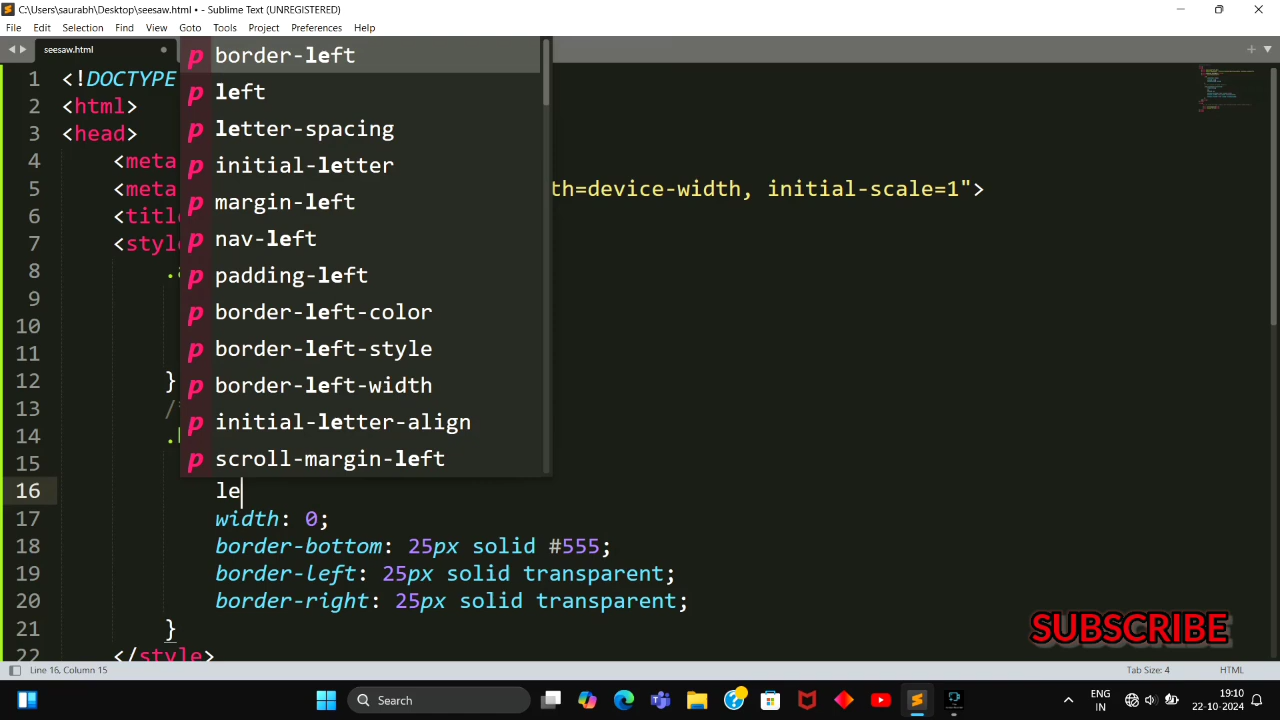 C:\Users\saurabh\Desktop\seesaw.html • - Sublime Text (UNREGISTERED)
File Edit Selection Find View Goto Tools Project Preferences Help
seesaw.html
1 <!DOCTYPE
2 <html>
3 <head>
4 <meta
5 <meta th=device-width, initial-scale=1">
6 <title
7 <style
8
9
10
11
12 }
13 /
14
15
16 le
17 width: 0;
18 border-bottom: 25px solid #555;
19 border-left: 25px solid transparent;
20 border-right: 25px solid transparent;
21 }
22 </style>
p border-left
p left
p letter-spacing
p initial-letter
p margin-left
p nav-left
p padding-left
p border-left-color
p border-left-style
p border-left-width
p initial-letter-align
p scroll-margin-left
SUBSCRIBE
Line 16, Column 15 Tab Size: 4 HTML
Search
ENG
IN
19:10
22-10-2024